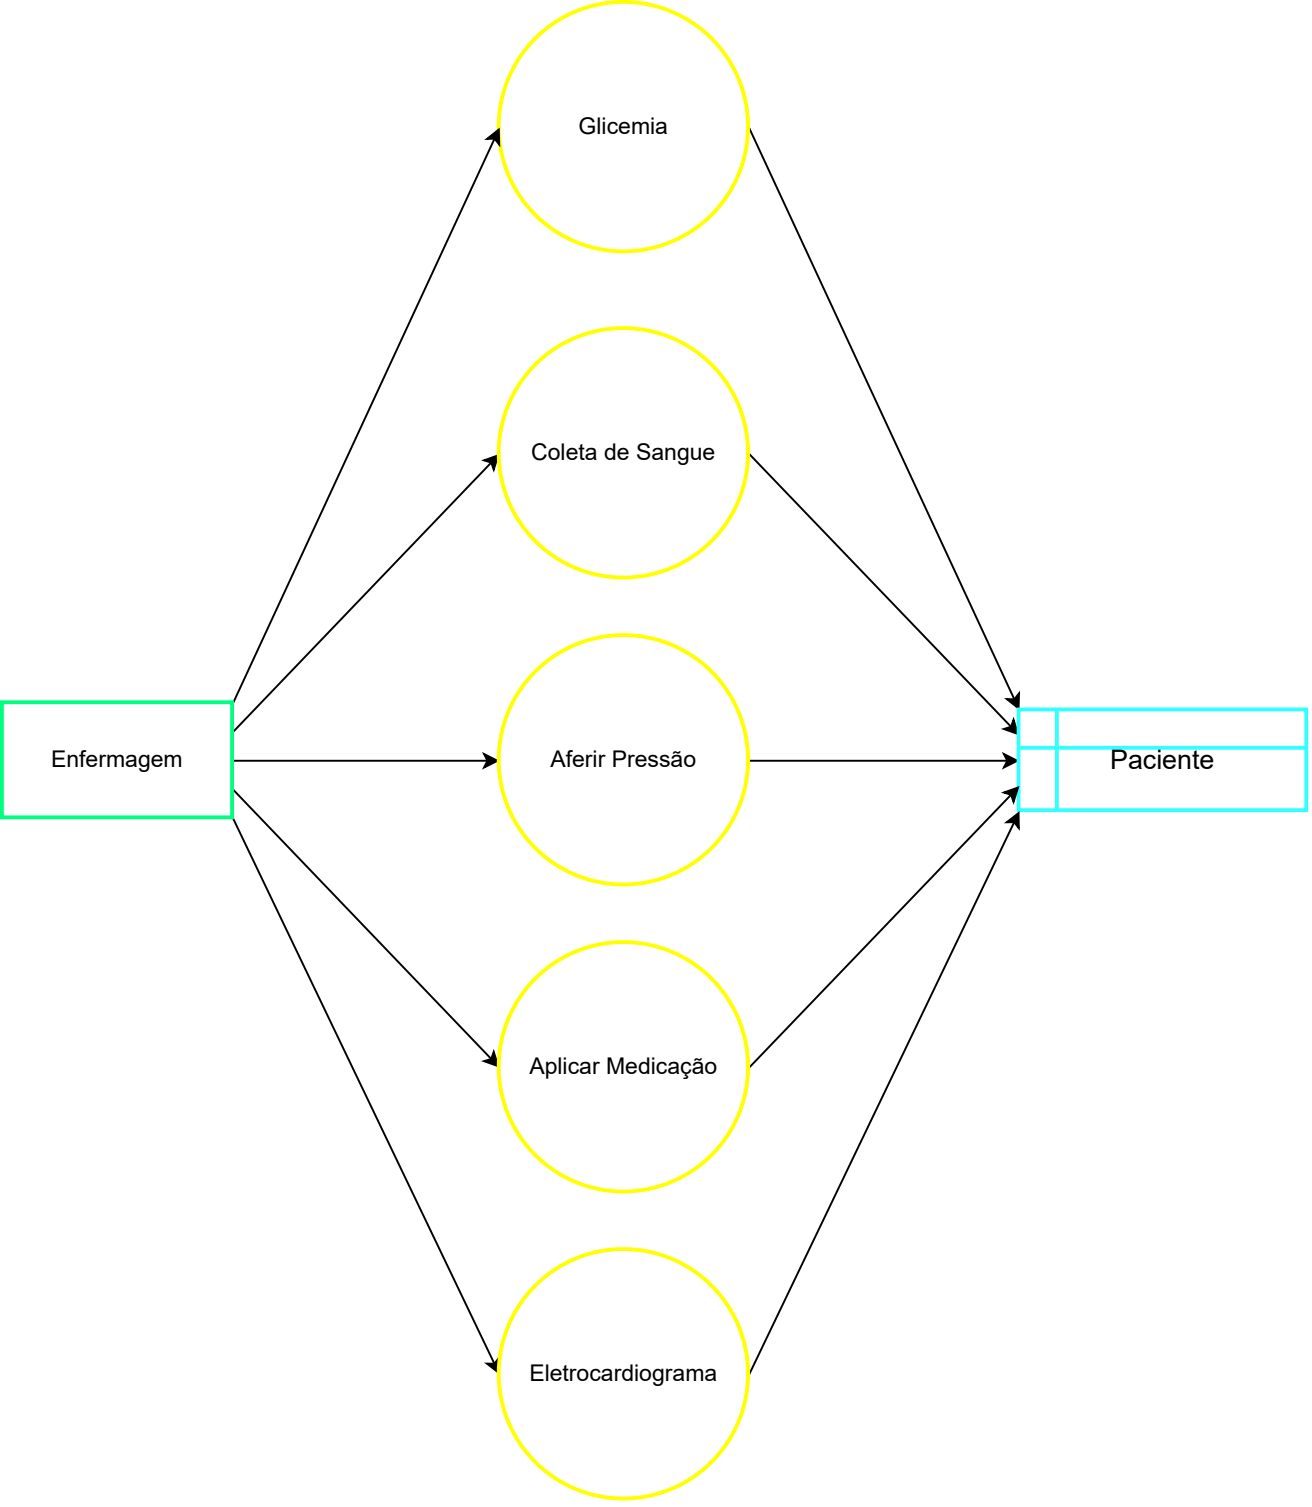 Glicemia
Coleta de Sangue
Enfermagem
Aferir Pressão
Paciente
Aplicar Medicação
Eletrocardiograma